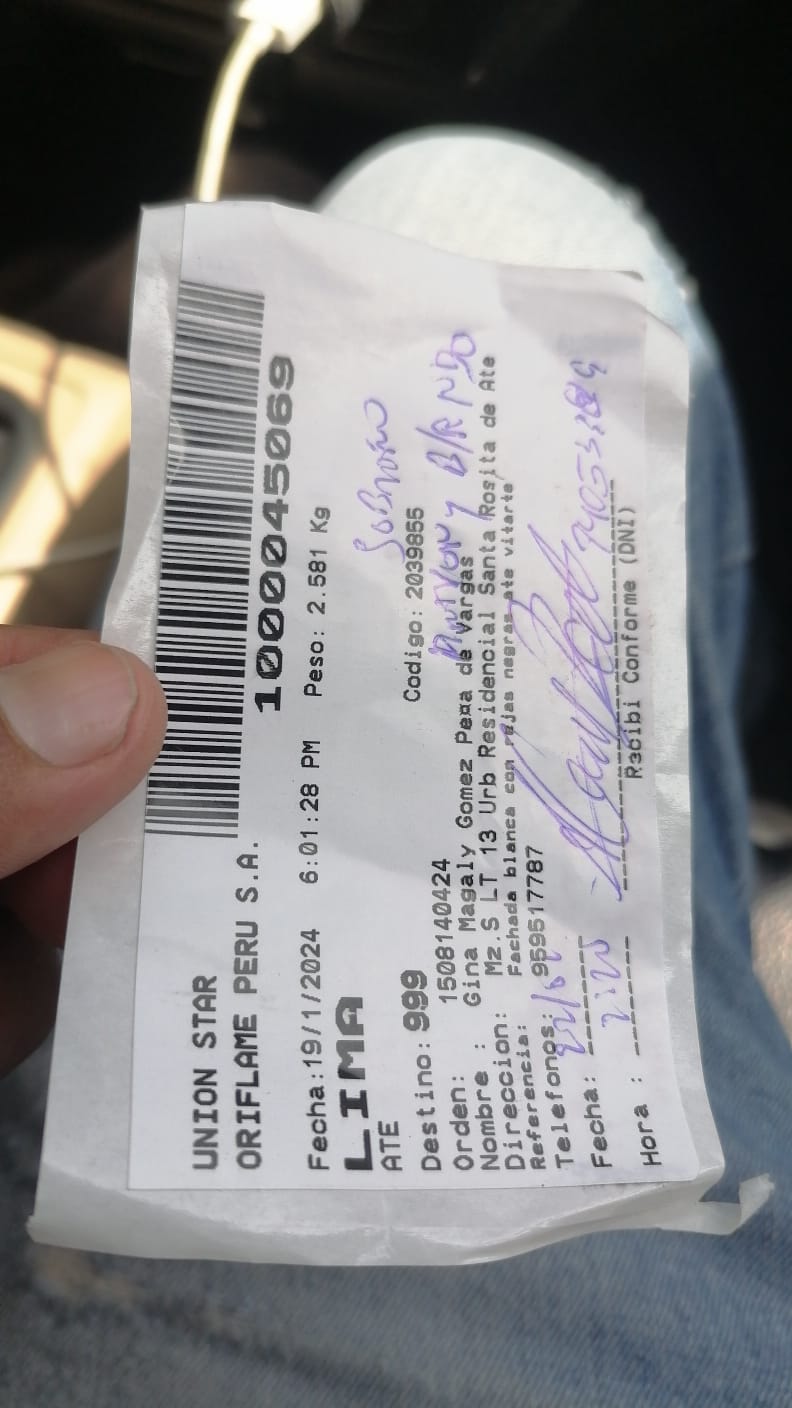 UNION STAR
ORIFLAME PERU S.A.
1000045069
Fecha:19/1/2024 6:01:28 PM Peso: 2.581 Kg
LIMA
ATE
Sobrino
Destino: 999 Codigo: 2039855
Orden: 1508140424
Nombre : Gina Magaly Gomez Pena de Vargas
Direccion: Mz.S LT 13 Urb Residencial Santa Rosita de Ate
Referencia: Fachada blanca con rejas negras ate vitarte
Telefonos: 959517787
Fecha:
Hora :
Recibi Conforme (DNI)